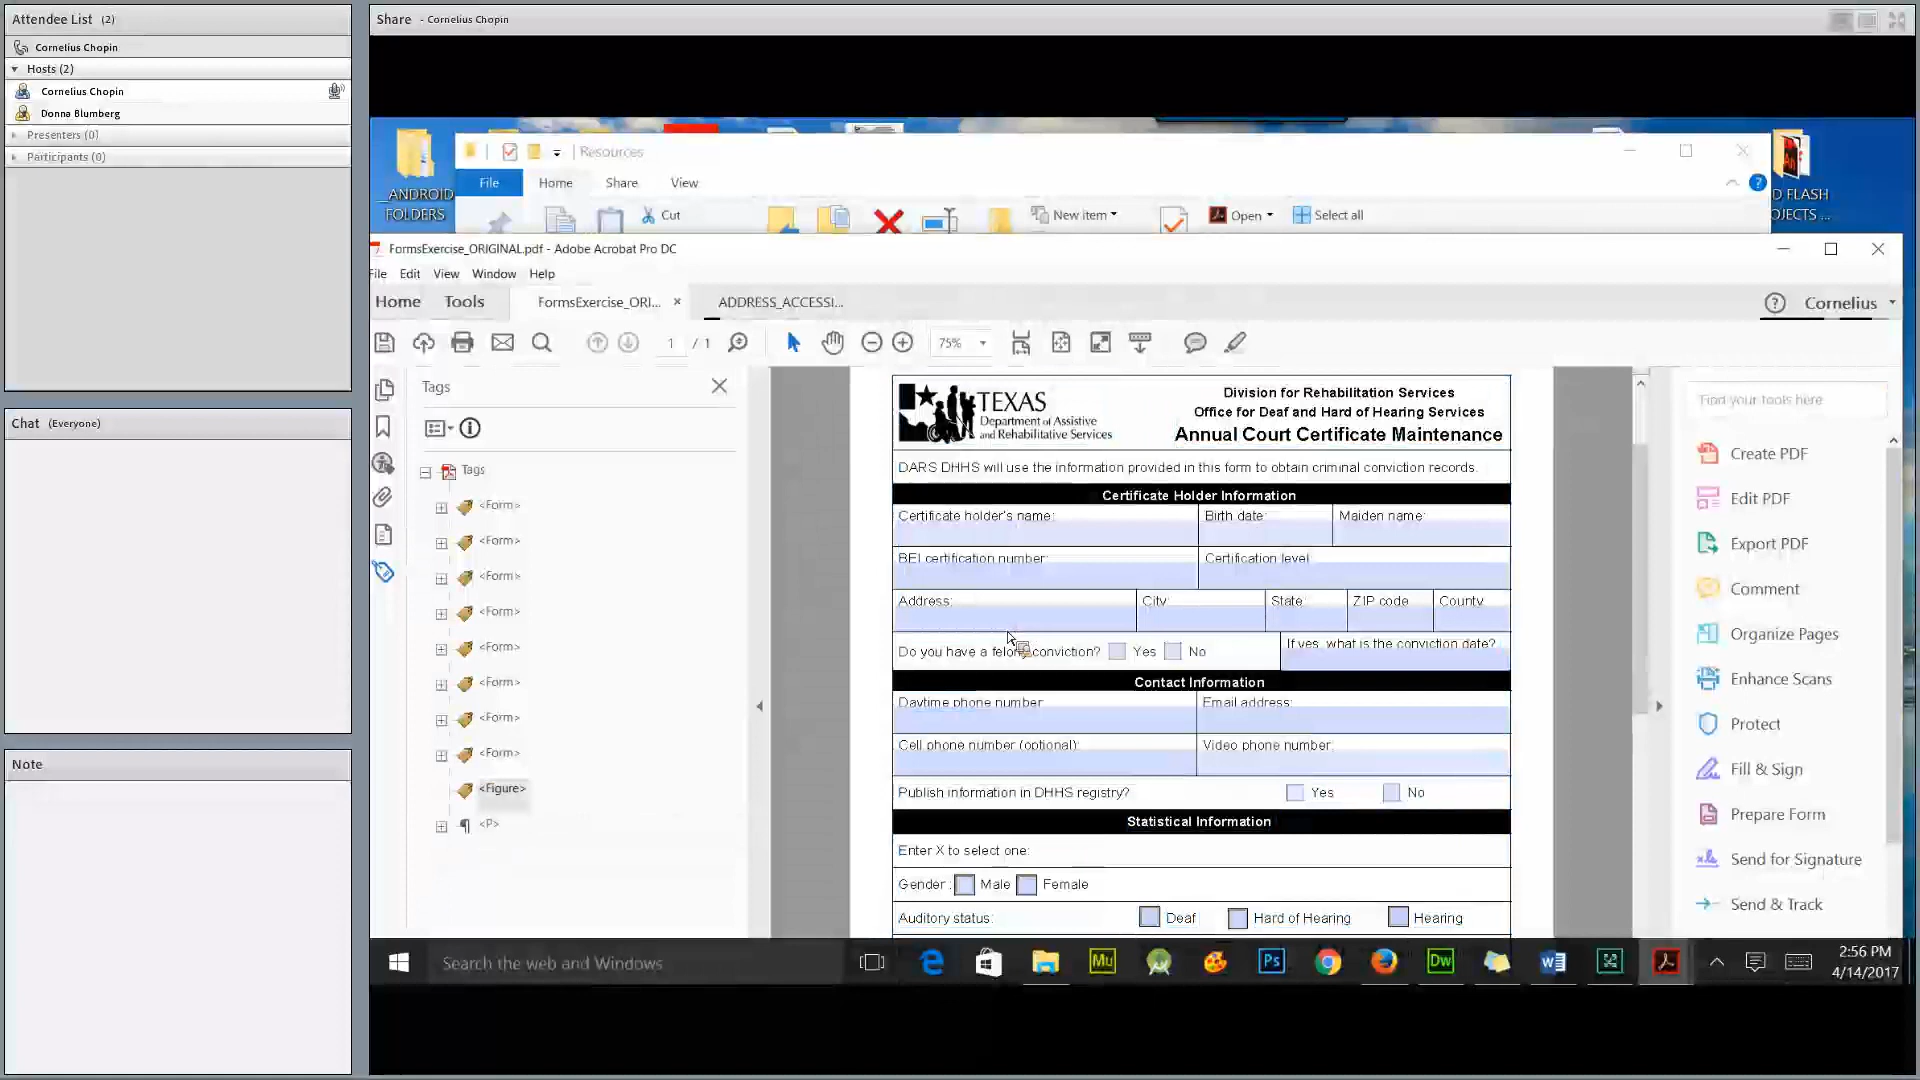 Attendee List (2)
Cornelius Chopin
Hosts (2)
Cornelius Chopin
Donna Blumberg
Presenters (0)
Participants (0)
Chat (Everyone)
Note
Share - Cornelius Chopin
ANDROID
FOLDERS
D FLASH
OJECTS ...
Resources
File Home Share View
Cut
New item
Open
Select all
FormsExercise_ORIGINAL.pdf - Adobe Acrobat Pro DC
File Edit View Window Help
Home Tools FormsExercise_ORI... × ADDRESS_ACCESSI... Cornelius
1 / 1 75%
Tags
Tags
<Form>
<Form>
<Form>
<Form>
<Form>
<Form>
<Form>
<Form>
<Figure>
<P>
TEXAS
Department of Assistive
and Rehabilitative Services
Division for Rehabilitation Services
Office for Deaf and Hard of Hearing Services
Annual Court Certificate Maintenance
DARS DHHS will use the information provided in this form to obtain criminal conviction records.
Certificate Holder Information
Certificate holder's name: Birth date: Maiden name:
BEI certification number: Certification level
Address: City: State: ZIP code County
Do you have a felony conviction? Yes No If yes, what is the conviction date?
Contact Information
Daytime phone number Email address:
Cell phone number (optional): Video phone number
Publish information in DHHS registry? Yes No
Statistical Information
Enter X to select one:
Gender : Male Female
Auditory status: Deaf Hard of Hearing Hearing
Find your tools here
Create PDF
Edit PDF
Export PDF
Comment
Organize Pages
Enhance Scans
Protect
Fill & Sign
Prepare Form
Send for Signature
Send & Track
Search the web and Windows
Mu
Ps
Dw
2:56 PM
4/14/2017